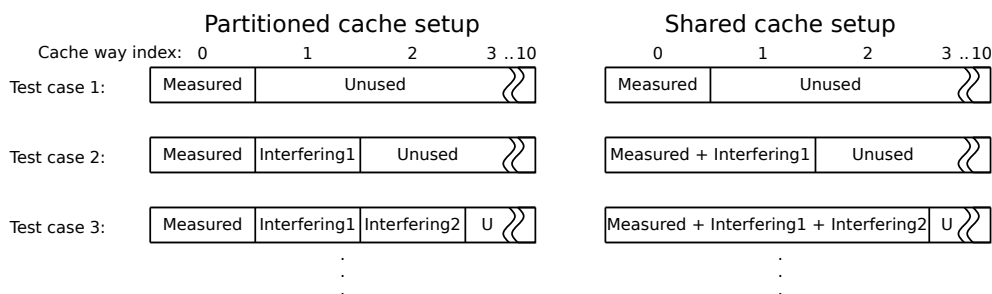 Partitioned cache setup Shared cache setup
Cache way index: 0 1 2 3 .. 10 0 1 2 3 .. 10
Test case 1: Measured Unused Measured Unused
Test case 2: Measured Interfering1 Unused Measured + Interfering1 Unused
Test case 3: Measured Interfering1 Interfering2 U Measured + Interfering1 + Interfering2 U
. .
. .
. .